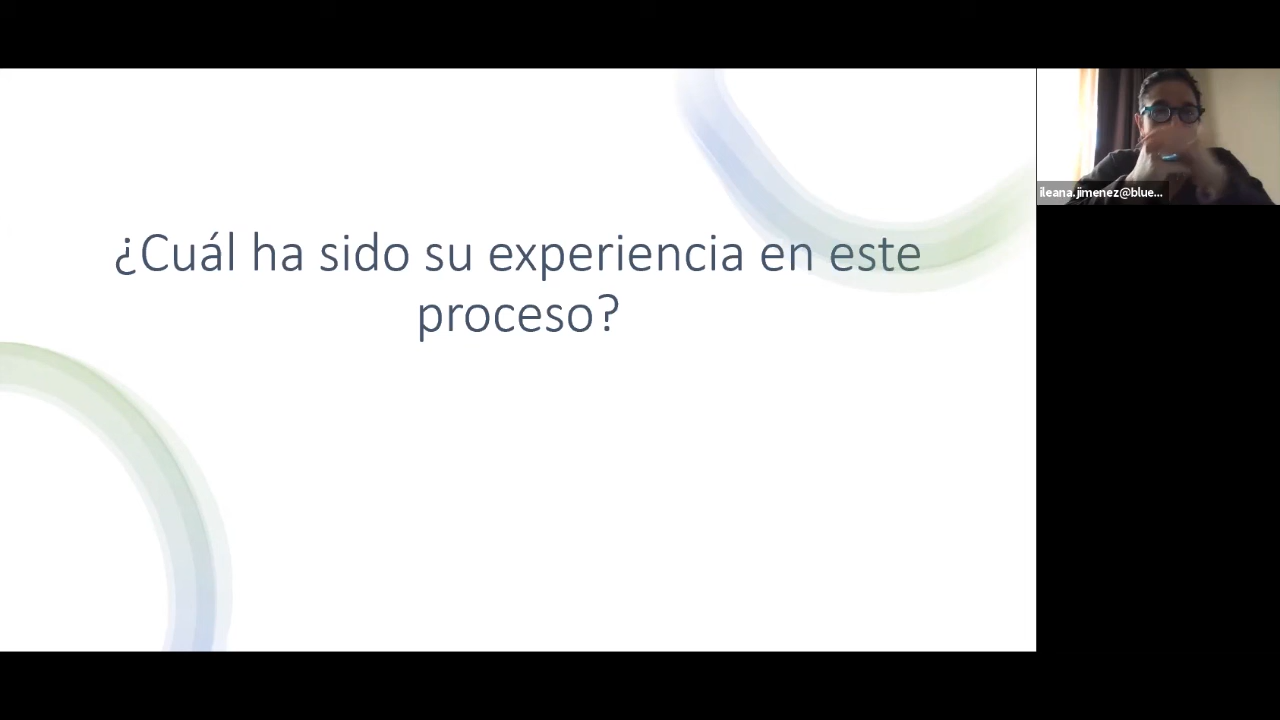 ¿Cuál ha sido su experiencia en este
proceso?
ileana.jimenez@blue...